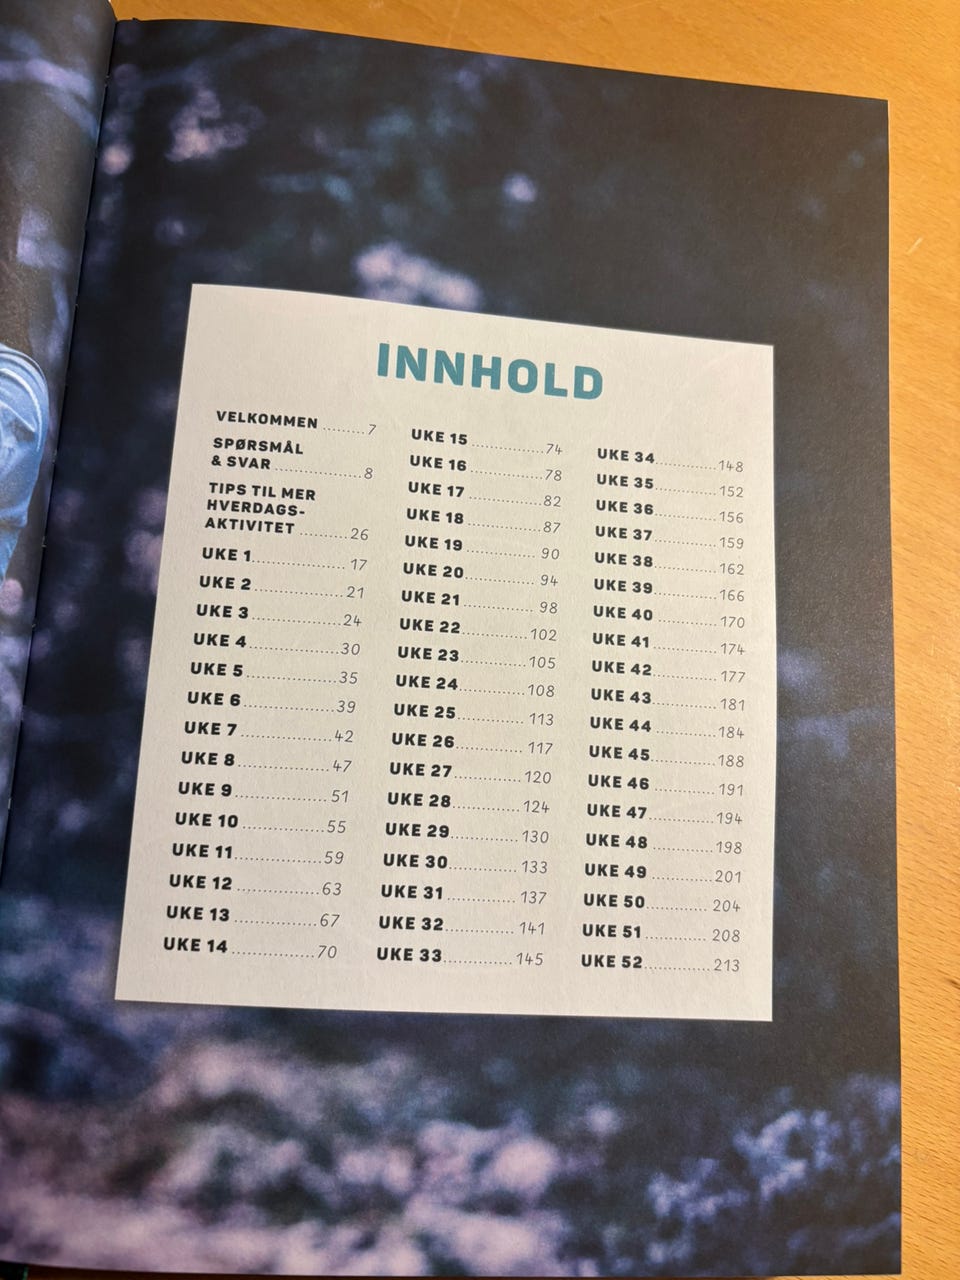 INNHOLD
VELKOMMEN.........7
SPØRSMÅL
& SVAR..................8
TIPS TIL MER
HVERDAGS-
AKTIVITET..............26
UKE 1...................17
UKE 2...................21
UKE 3...................24
UKE 4...................30
UKE 5...................35
UKE 6...................39
UKE 7...................42
UKE 8...................47
UKE 9...................51
UKE 10.................55
UKE 11.................59
UKE 12.................63
UKE 13.................67
UKE 14.................70
UKE 15.................74
UKE 16.................78
UKE 17.................82
UKE 18.................87
UKE 19.................90
UKE 20.................94
UKE 21.................98
UKE 22................102
UKE 23................105
UKE 24................108
UKE 25................113
UKE 26................117
UKE 27................120
UKE 28................124
UKE 29................130
UKE 30................133
UKE 31................137
UKE 32................141
UKE 33................145
UKE 34................148
UKE 35................152
UKE 36................156
UKE 37................159
UKE 38................162
UKE 39................166
UKE 40................170
UKE 41................174
UKE 42................177
UKE 43................181
UKE 44................184
UKE 45................188
UKE 46................191
UKE 47................194
UKE 48................198
UKE 49................201
UKE 50................204
UKE 51................208
UKE 52................213